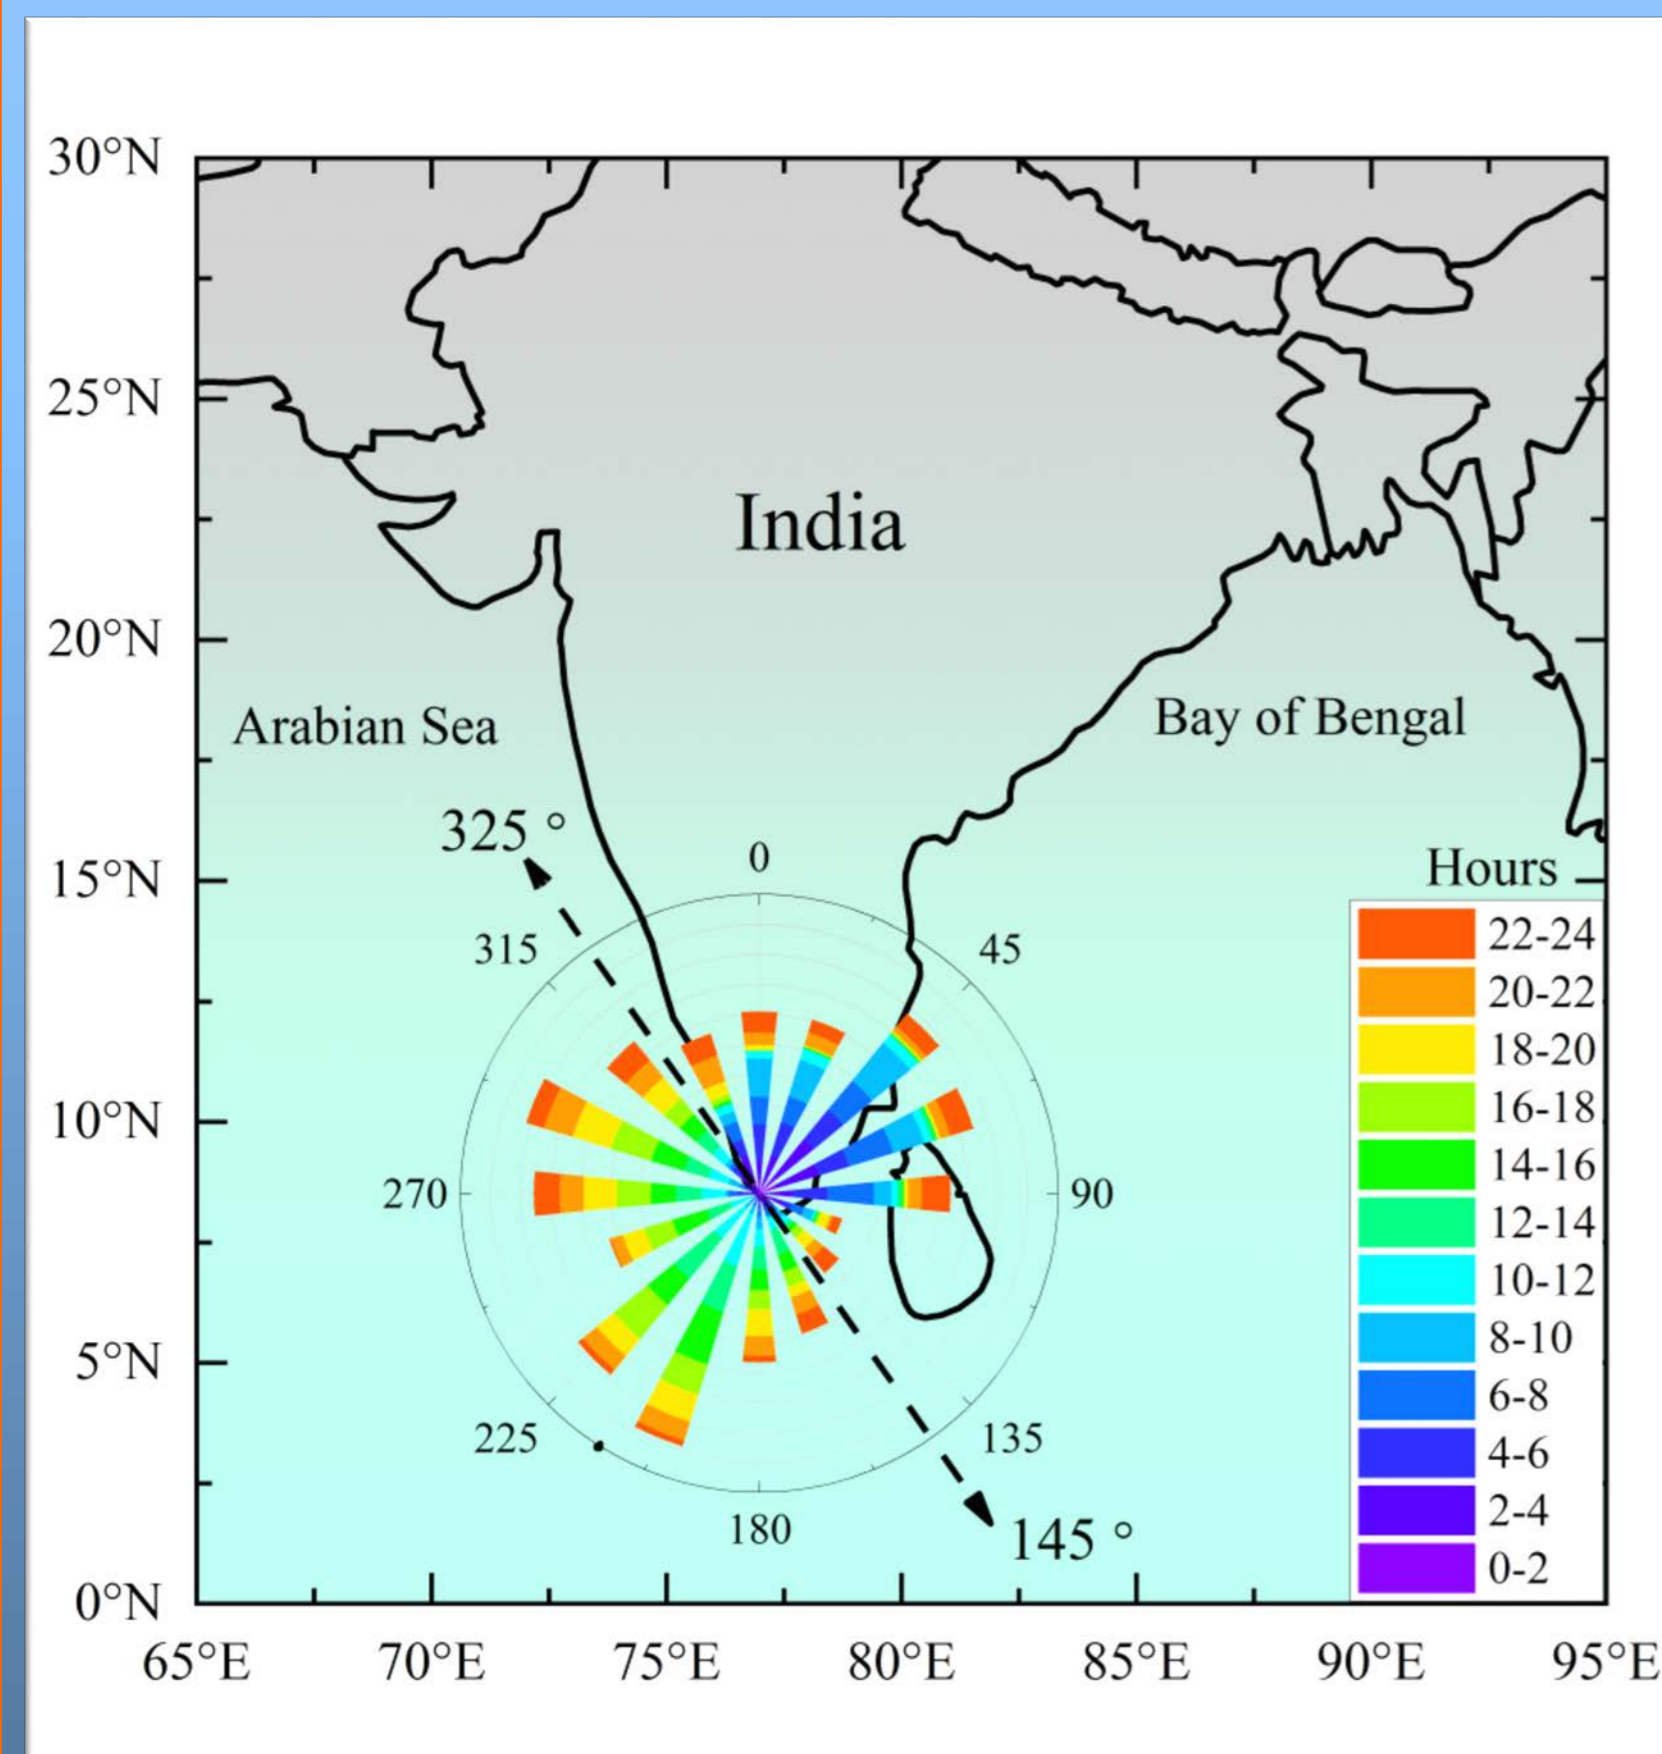 30°N
25°N
India
20°N
Arabian Sea
Bay of Bengal
325 °
0
15°N
Hours
315
45
22-24
20-22
18-20
10°N
16-18
14-16
270
90
12-14
10-12
8-10
5°N
6-8
225
135
4-6
180
145 °
2-4
0-2
0°N
65°E 70°E 75°E 80°E 85°E 90°E 95°E